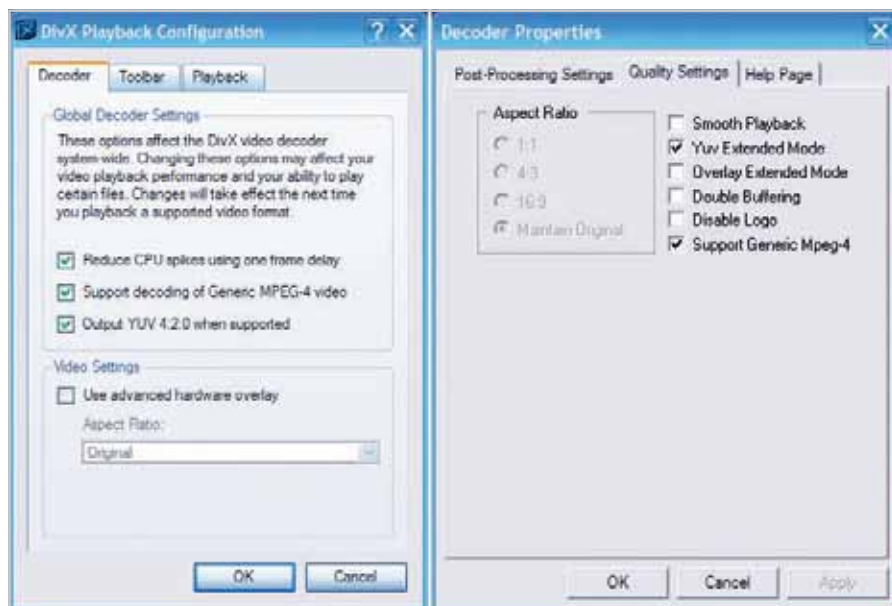 DivX Playback Configuration
Decoder
Toolbar
Playback
Global Decoder Settings
These options affect the DivX video decoder
system-wide. Changing these options may affect your
video playback performance and your ability to play
certain files. Changes will take effect the next time
you playback a supported video format.
Reduce CPU spikes using one frame delay
Support decoding of Generic MPEG-4 video
Output YUV 4:2:0 when supported
Video Settings
Use advanced hardware overlay
Aspect Ratio:
Original
OK
Cancel
Decoder Properties
Post-Processing Settings
Quality Settings
Help Page
Aspect Ratio
1:1
4:3
16:9
Maintain Original
Smooth Playback
Yuv Extended Mode
Overlay Extended Mode
Double Buffering
Disable Logo
Support Generic Mpeg-4
OK
Cancel
Apply